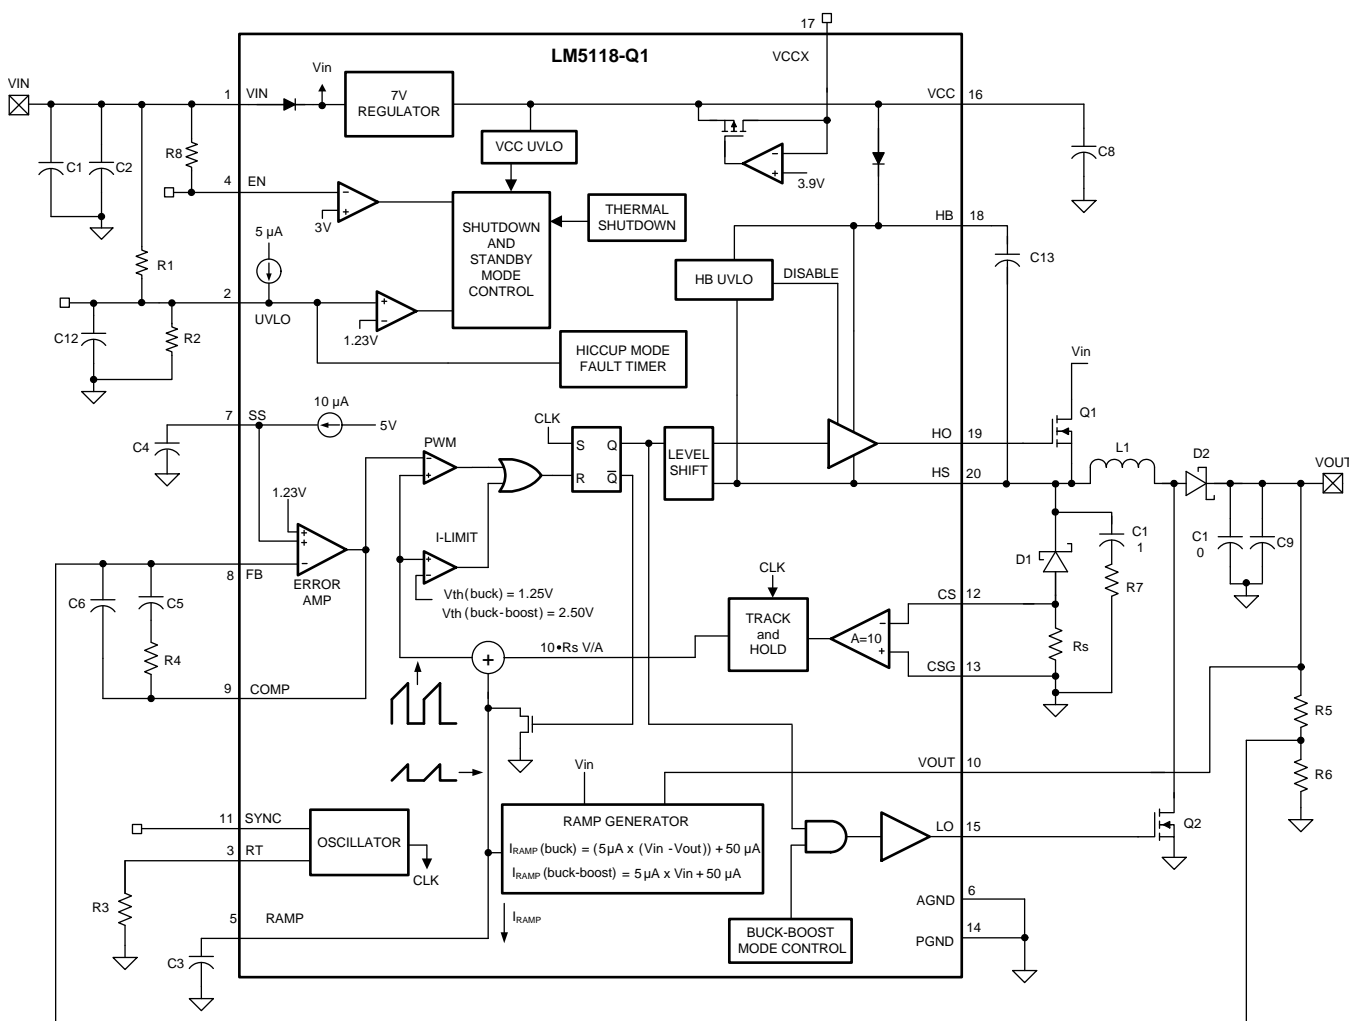 17
LM5118-Q1
VCCX
VIN
1
VIN
Vin
7V
REGULATOR
VCC
16
C1
C2
R8
VCC UVLO
C8
3.9V
4
EN
3V
SHUTDOWN
AND
STANDBY
MODE
CONTROL
THERMAL
SHUTDOWN
HB
18
5 µA
R1
C13
HB UVLO
DISABLE
2
UVLO
1.23V
C12
R2
HICCUP MODE
FAULT TIMER
Vin
7
SS
10 µA
5V
C4
CLK
PWM
S
Q
R
Q
LEVEL
SHIFT
HO
19
Q1
HS
20
L1
D2
VOUT
1.23V
I-LIMIT
ERROR
AMP
8
FB
Vth(buck) = 1.25V
Vth(buck-boost) = 2.50V
C1
1
C1
0
C9
D1
R7
CLK
CS
12
C6
C5
R4
TRACK
and
HOLD
A=10
Rs
10•Rs V/A
+
CSG
13
9
COMP
R5
Vin
VOUT
10
R6
RAMP GENERATOR
IRAMP (buck) = (5µA x (Vin -Vout)) + 50 µA
IRAMP (buck-boost) = 5 µA x Vin + 50 µA
11
SYNC
OSCILLATOR
3
RT
CLK
LO
15
Q2
R3
5
RAMP
IRAMP
BUCK-BOOST
MODE CONTROL
AGND
6
PGND
14
C3